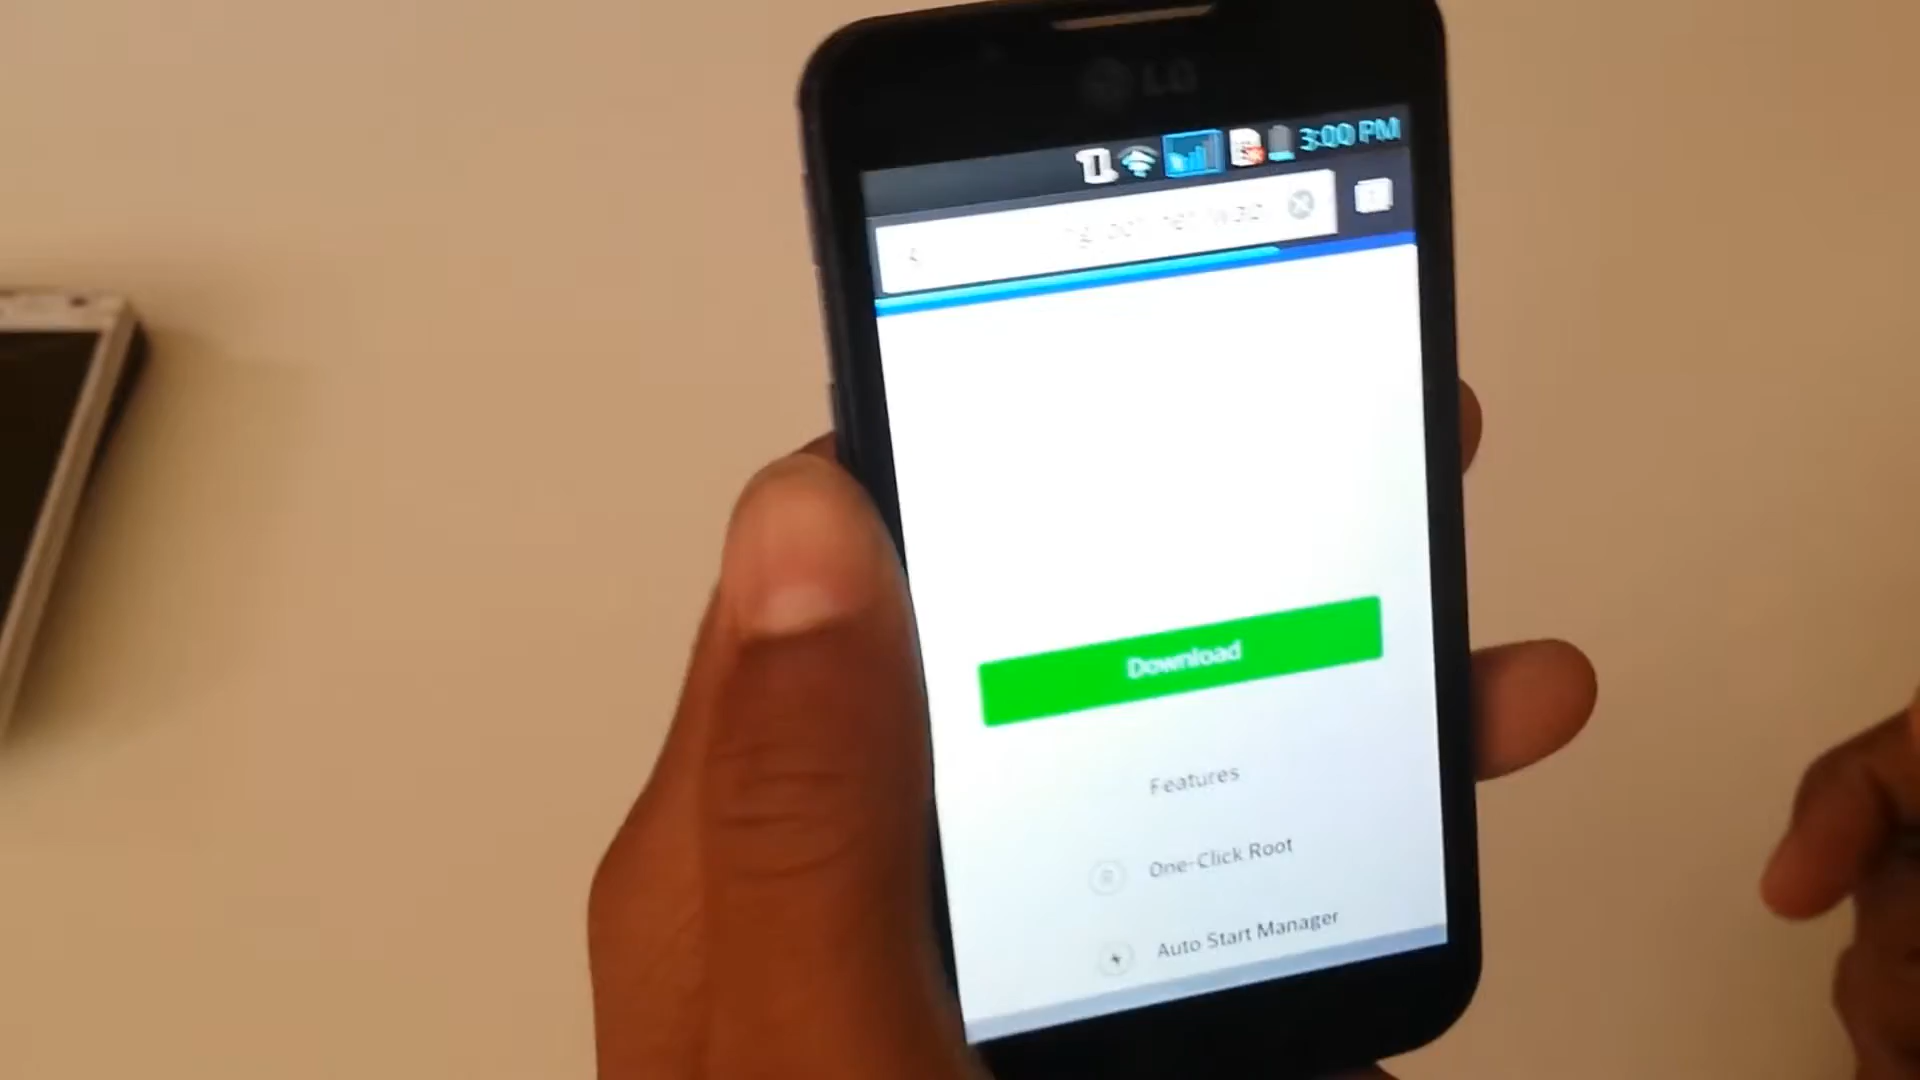 LG
3:00 PM
Download
Features
One-Click Root
Auto Start Manager